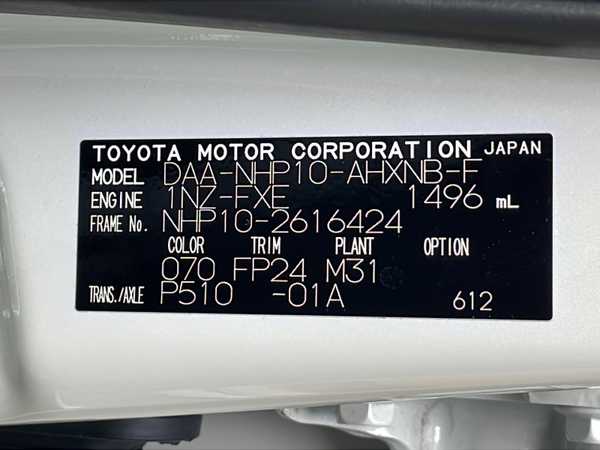 TOYOTA MOTOR CORPORATION JAPAN
MODEL DAA-NHP10-AHXNB-F
ENGINE 1NZ-FXE 1496 mL
FRAME No. NHP10-2616424
COLOR TRIM PLANT OPTION
070 FP24 M31
TRANS./AXLE P510 -01A 612